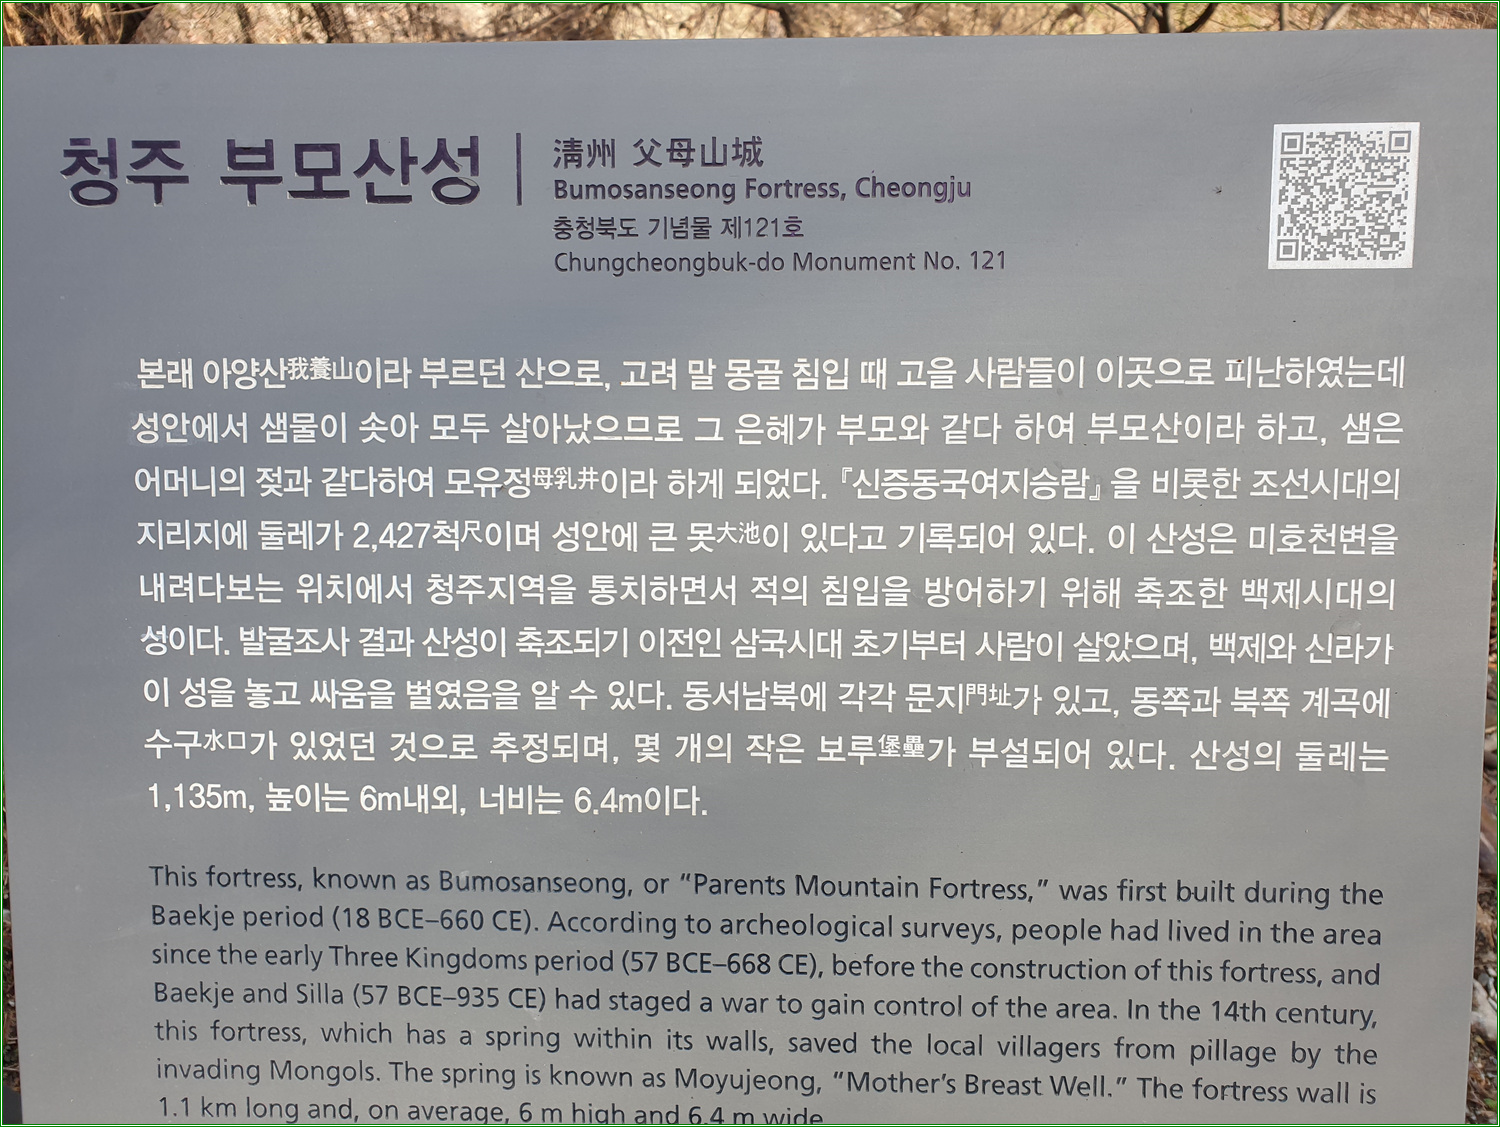 청주 부모산성
淸州 父母山城
Bumosanseong Fortress, Cheongju
충청북도 기념물 제121호
Chungcheongbuk-do Monument No. 121
본래 아양산我養山이라 부르던 산으로, 고려 말 몽골 침입 때 고을 사람들이 이곳으로 피난하였는데
성안에서 샘물이 솟아 모두 살아났으므로 그 은혜가 부모와 같다 하여 부모산이라 하고, 샘은
어머니의 젖과 같다하여 모유정母乳井이라 하게 되었다. 『신증동국여지승람』을 비롯한 조선시대의
지리지에 둘레가 2,427척尺이며 성안에 큰 못大池이 있다고 기록되어 있다. 이 산성은 미호천변을
내려다보는 위치에서 청주지역을 통치하면서 적의 침입을 방어하기 위해 축조한 백제시대의
성이다. 발굴조사 결과 산성이 축조되기 이전인 삼국시대 초기부터 사람이 살았으며, 백제와 신라가
이 성을 놓고 싸움을 벌였음을 알 수 있다. 동서남북에 각각 문지門址가 있고, 동쪽과 북쪽 계곡에
수구水口가 있었던 것으로 추정되며, 몇 개의 작은 보루堡壘가 부설되어 있다. 산성의 둘레는
1,135m, 높이는 6m내외, 너비는 6.4m이다.
This fortress, known as Bumosanseong, or “Parents Mountain Fortress,” was first built during the
Baekje period (18 BCE–660 CE). According to archeological surveys, people had lived in the area
since the early Three Kingdoms period (57 BCE–668 CE), before the construction of this fortress, and
Baekje and Silla (57 BCE–935 CE) had staged a war to gain control of the area. In the 14th century,
this fortress, which has a spring within its walls, saved the local villagers from pillage by the
invading Mongols. The spring is known as Moyujeong, “Mother’s Breast Well.” The fortress wall is
1.1 km long and, on average, 6 m high and 6.4 m wide